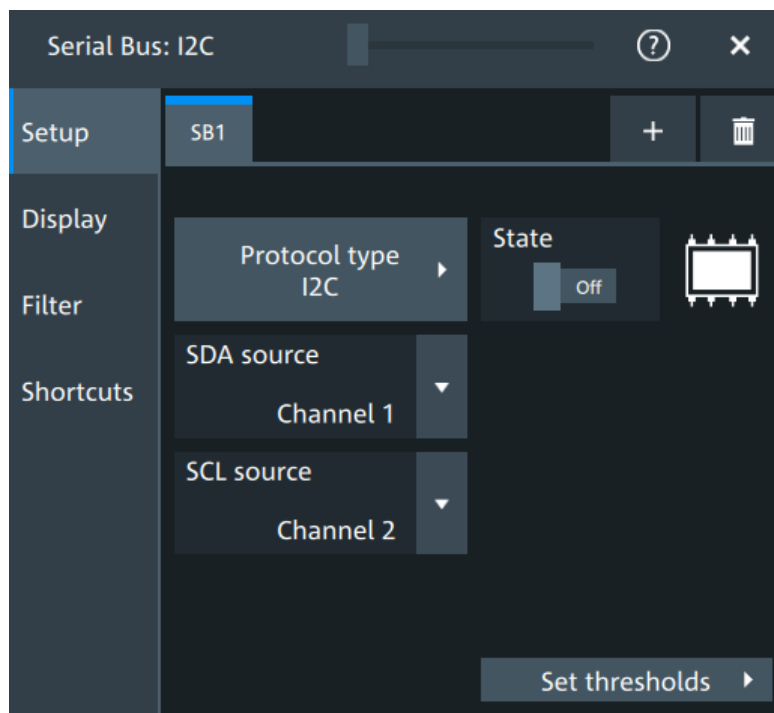 Serial Bus: I2C
?
Setup
SB1
+
Display
Protocol type
I2C
State
Off
Filter
SDA source
Channel 1
Shortcuts
SCL source
Channel 2
Set thresholds